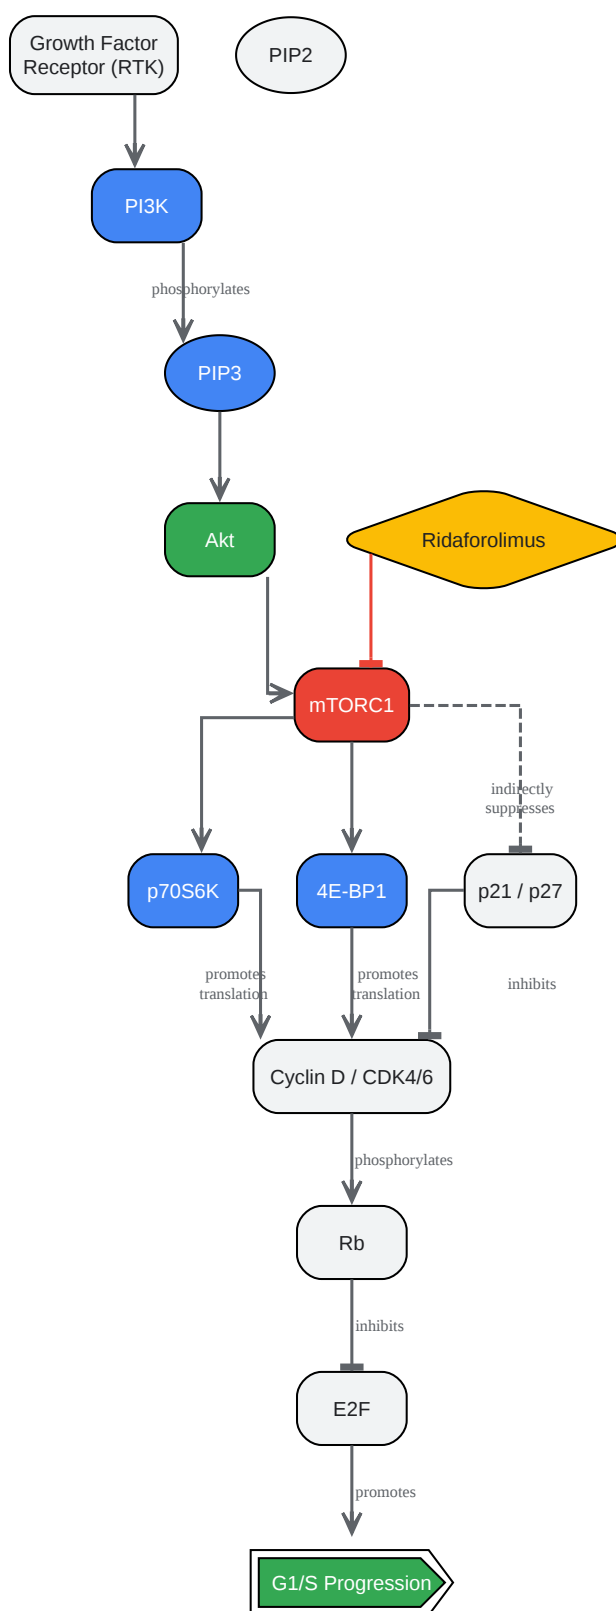 Growth Factor
Receptor (RTK)
PIP2
PI3K
phosphorylates
PIP3
Akt
Ridaforolimus
mTORC1
indirectly
suppresses
p70S6K
4E-BP1
p21 / p27
promotes
translation
promotes
translation
inhibits
Cyclin D / CDK4/6
phosphorylates
Rb
inhibits
E2F
promotes
G1/S Progression